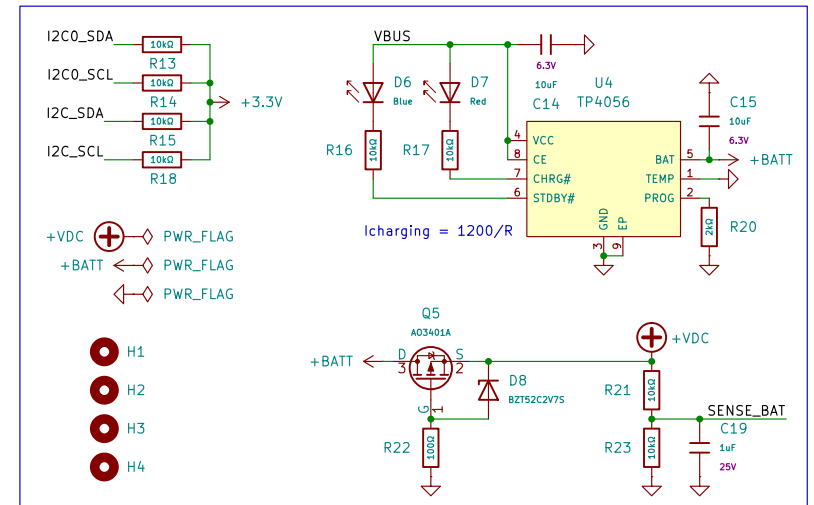 I2C0_SDA
10kΩ
R13
I2C0_SCL
10kΩ
R14
+3.3V
I2C_SDA
10kΩ
R15
I2C_SCL
10kΩ
R18
+VDC
PWR_FLAG
+BATT
PWR_FLAG
PWR_FLAG
H1
H2
H3
H4
VBUS
6.3V
10uF
C14
D6
Blue
D7
Red
R16
10kΩ
R17
10kΩ
U4
TP4056
4
VCC
8
CE
7
CHRG#
6
STDBY#
BAT
5
TEMP
1
PROG
2
GND
3
EP
9
C15
10uF
6.3V
+BATT
2kΩ
R20
Icharging = 1200/R
Q5
AO3401A
+BATT
D
3
S
2
G
1
D8
BZT52C2V7S
R22
100Ω
+VDC
R21
10kΩ
SENSE_BAT
R23
10kΩ
C19
1uF
25V